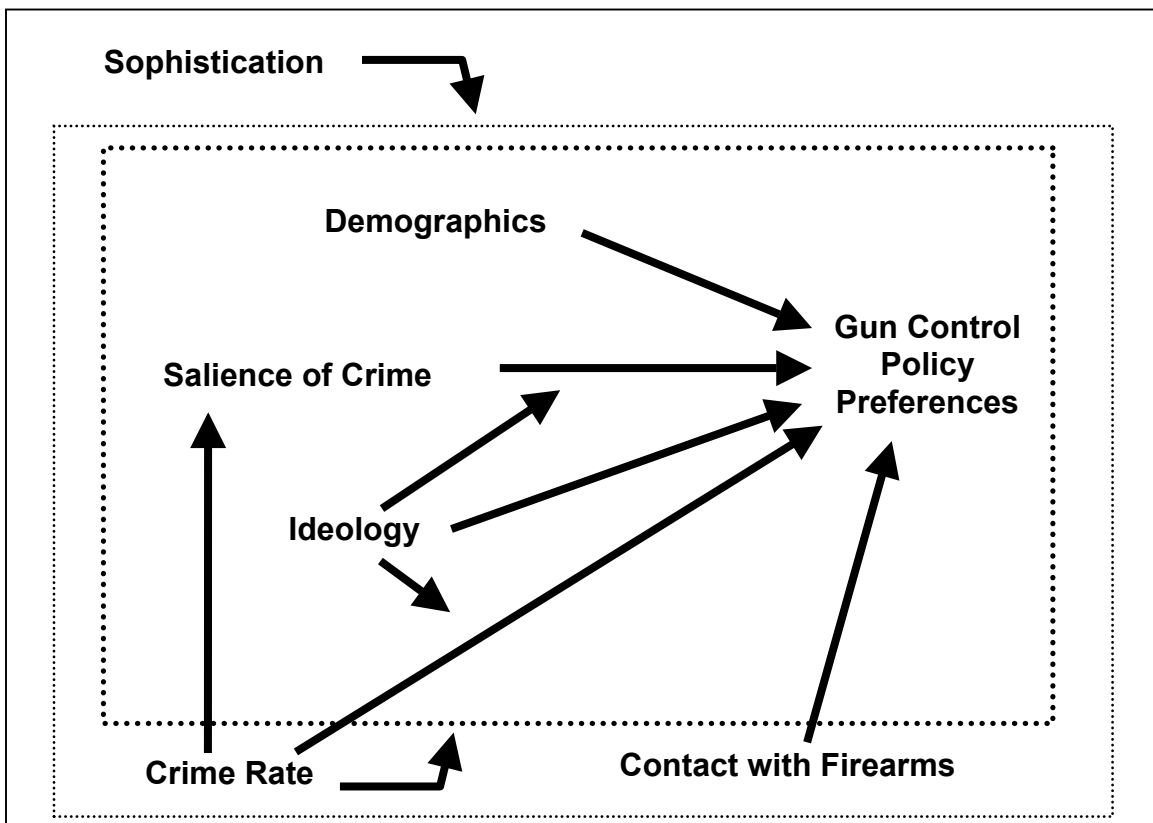 Sophistication
Demographics
Gun Control
Policy
Preferences
Salience of Crime
Ideology
Crime Rate
Contact with Firearms